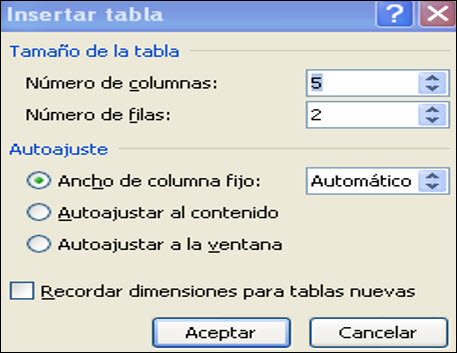 Insertar tabla
Tamaño de la tabla
Número de columnas: 5
Número de filas: 2
Autoajuste
Ancho de columna fijo: Automático
Autoajustar al contenido
Autoajustar a la ventana
Recordar dimensiones para tablas nuevas
Aceptar Cancelar